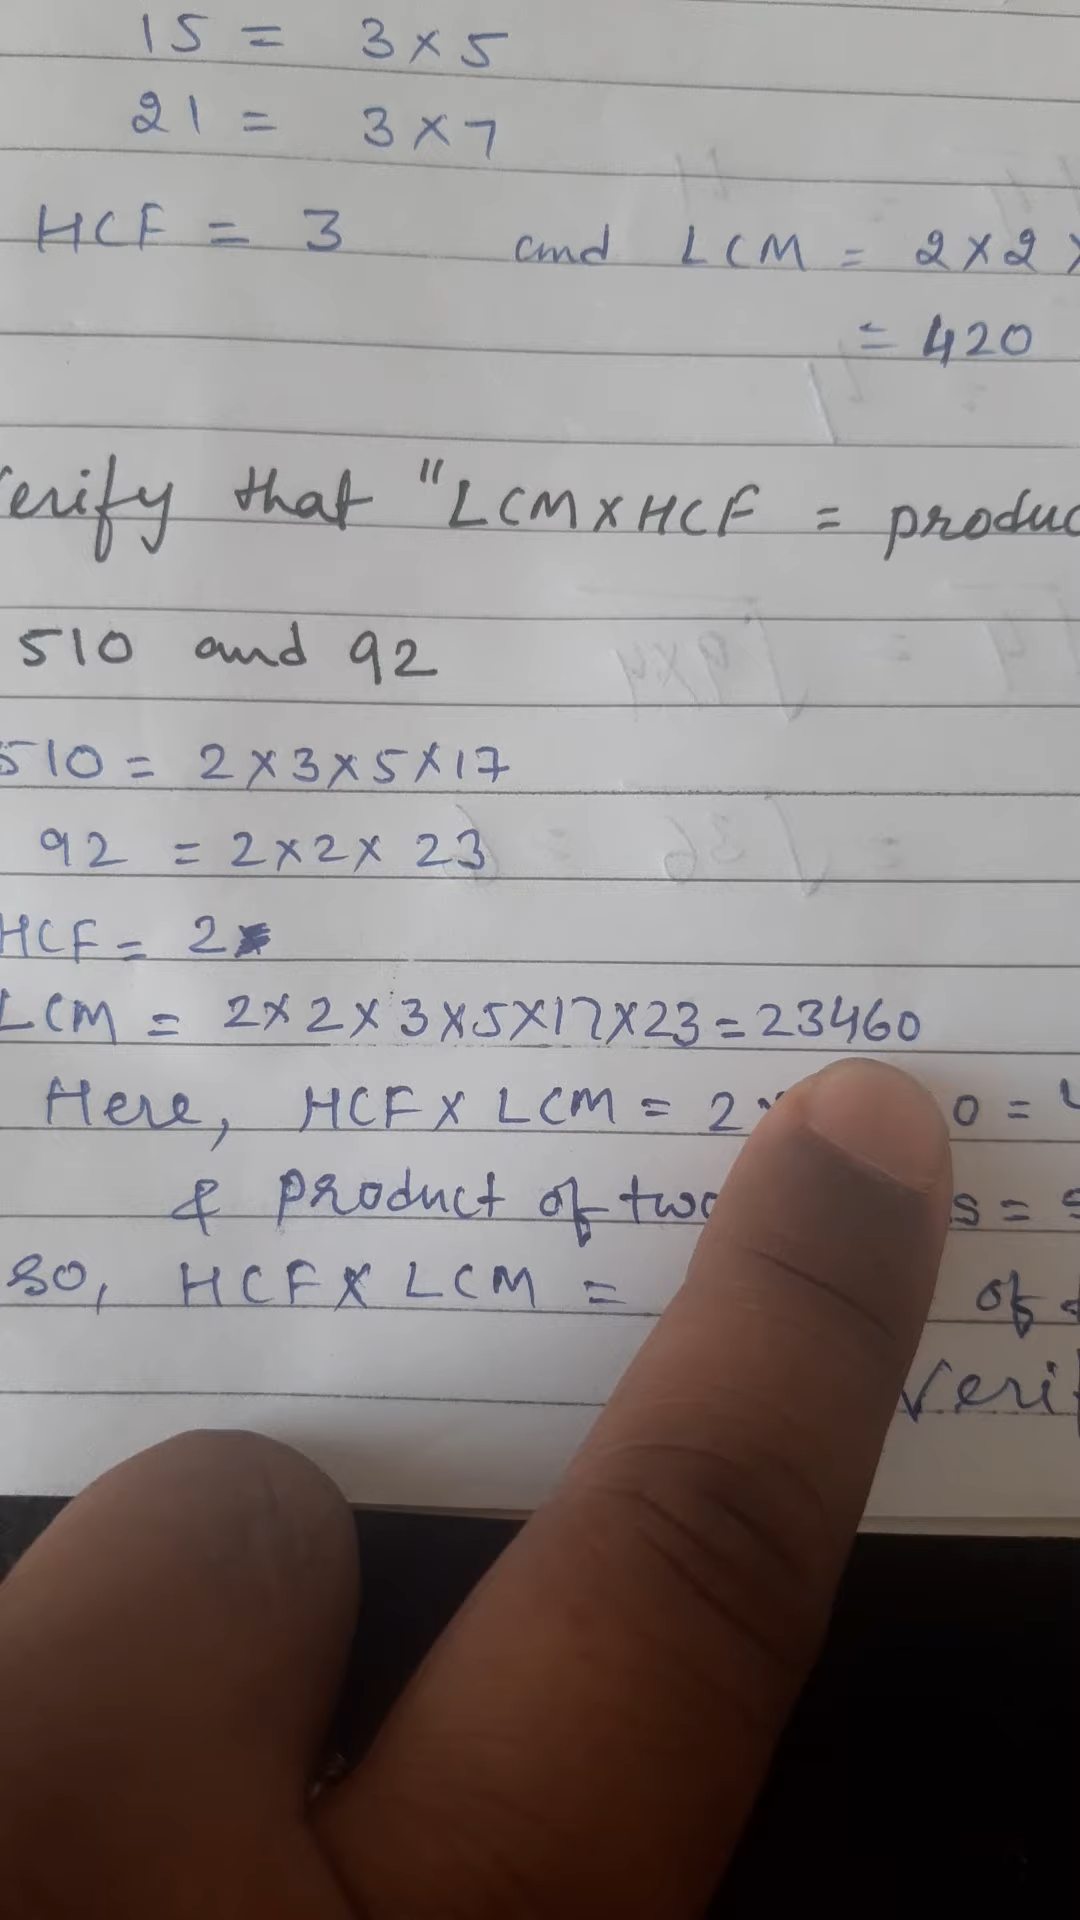 15 = 3 × 5
21 = 3 × 7
HCF = 3 and LCM = 2 × 2 ×
= 420
erify that "LCM × HCF = produc
510 and 92
510 = 2 × 3 × 5 × 17
92 = 2 × 2 × 23
HCF = 2
LCM = 2 × 2 × 3 × 5 × 17 × 23 = 23460
Here, HCF × LCM = 2 × 0 =
& product of two s =
so, HCF × LCM = of
Veri